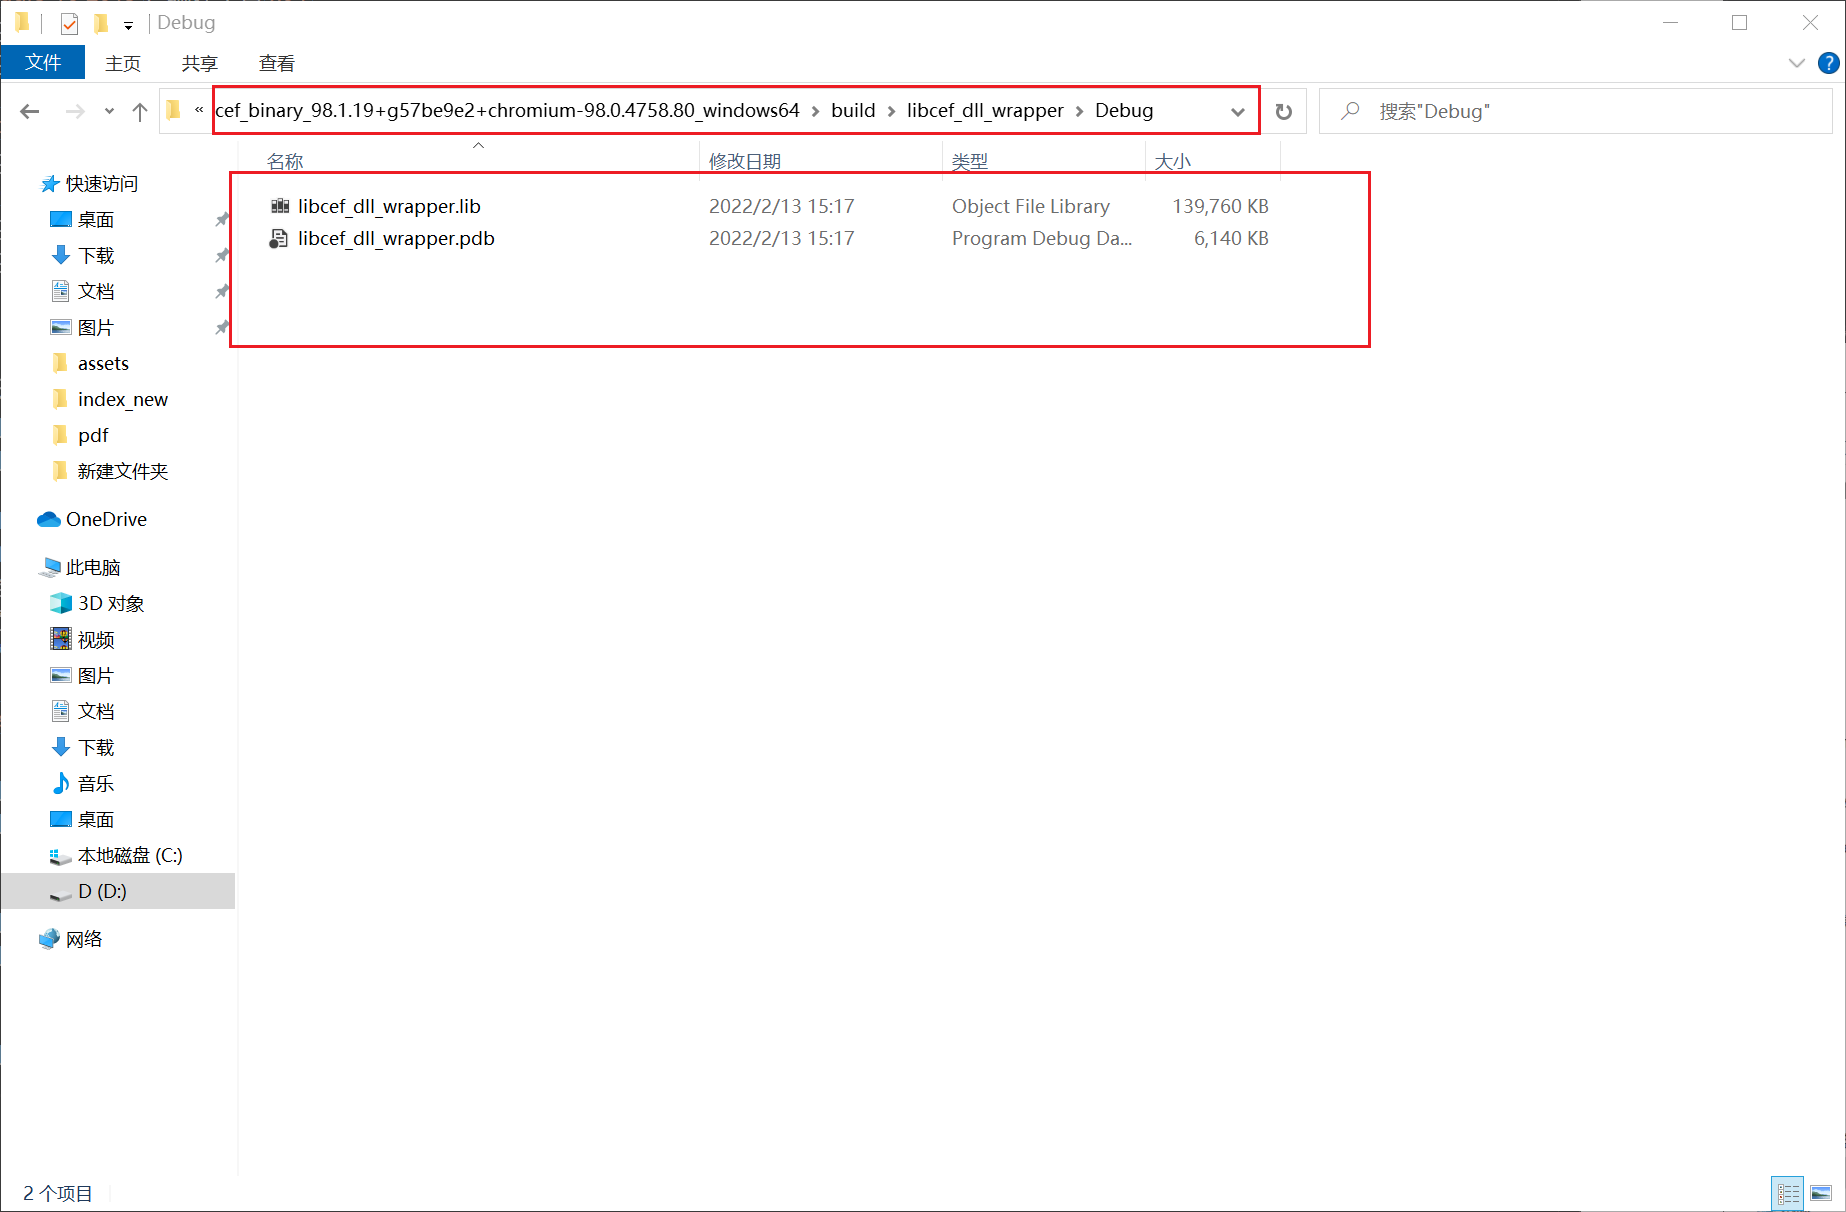 Debug
文件 主页 共享 查看
« cef_binary_98.1.19+g57be9e2+chromium-98.0.4758.80_windows64 > build > libcef_dll_wrapper > Debug
搜索"Debug"
名称 修改日期 类型 大小
libcef_dll_wrapper.lib 2022/2/13 15:17 Object File Library 139,760 KB
libcef_dll_wrapper.pdb 2022/2/13 15:17 Program Debug Da... 6,140 KB
快速访问
桌面
下载
文档
图片
assets
index_new
pdf
新建文件夹
OneDrive
此电脑
3D 对象
视频
图片
文档
下载
音乐
桌面
本地磁盘 (C:)
D (D:)
网络
2 个项目